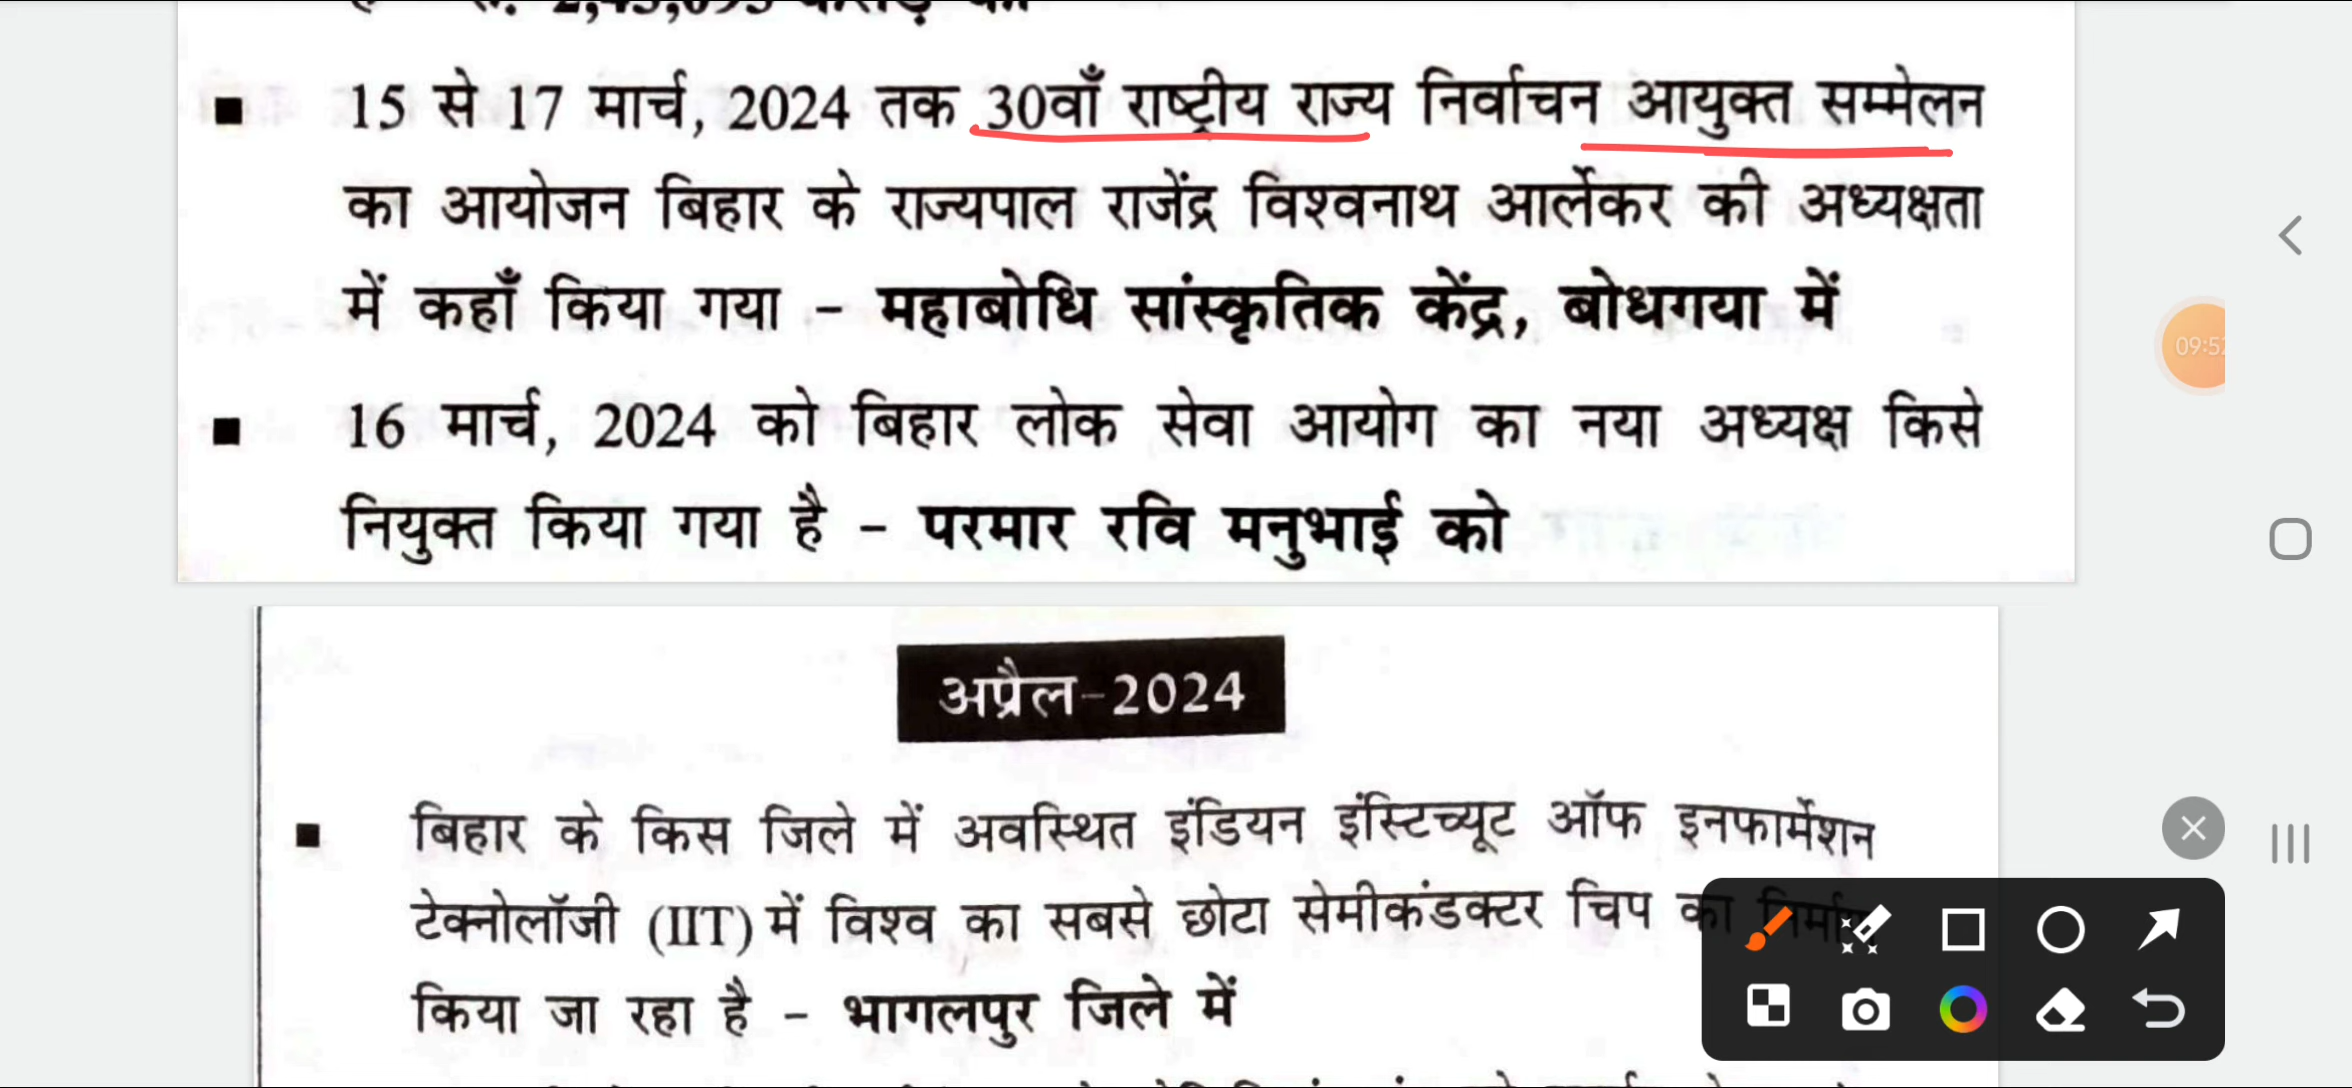 15 से 17 मार्च, 2024 तक 30वाँ राष्ट्रीय राज्य निर्वाचन आयुक्त सम्मेलन
का आयोजन बिहार के राज्यपाल राजेंद्र विश्वनाथ आर्लेकर की अध्यक्षता
में कहाँ किया गया – महाबोधि सांस्कृतिक केंद्र, बोधगया में
16 मार्च, 2024 को बिहार लोक सेवा आयोग का नया अध्यक्ष किसे
नियुक्त किया गया है – परमार रवि मनुभाई को
अप्रैल-2024
बिहार के किस जिले में अवस्थित इंडियन इंस्टिच्यूट ऑफ इनफार्मेशन
टेक्नोलॉजी (IIT) में विश्व का सबसे छोटा सेमीकंडक्टर चिप का निर्माण
किया जा रहा है – भागलपुर जिले में
09:52